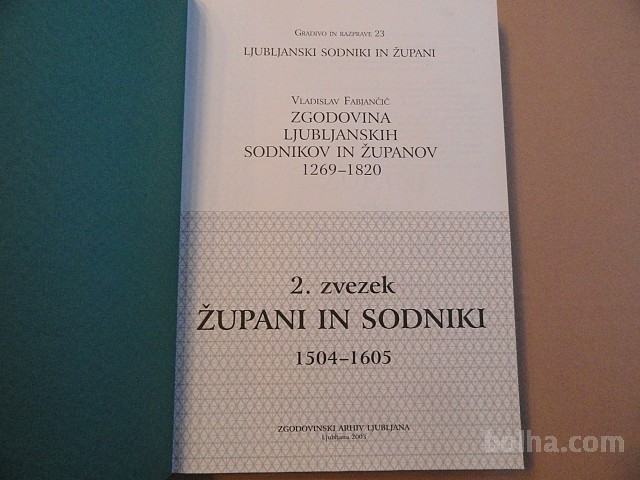 Gradivo in razprave 23
LJUBLJANSKI SODNIKI IN ŽUPANI
Vladislav Fabjančič
ZGODOVINA
LJUBLJANSKIH
SODNIKOV IN ŽUPANOV
1269–1820
2. zvezek
ŽUPANI IN SODNIKI
1504–1605
ZGODOVINSKI ARHIV LJUBLJANA
Ljubljana 2003
bolha.com